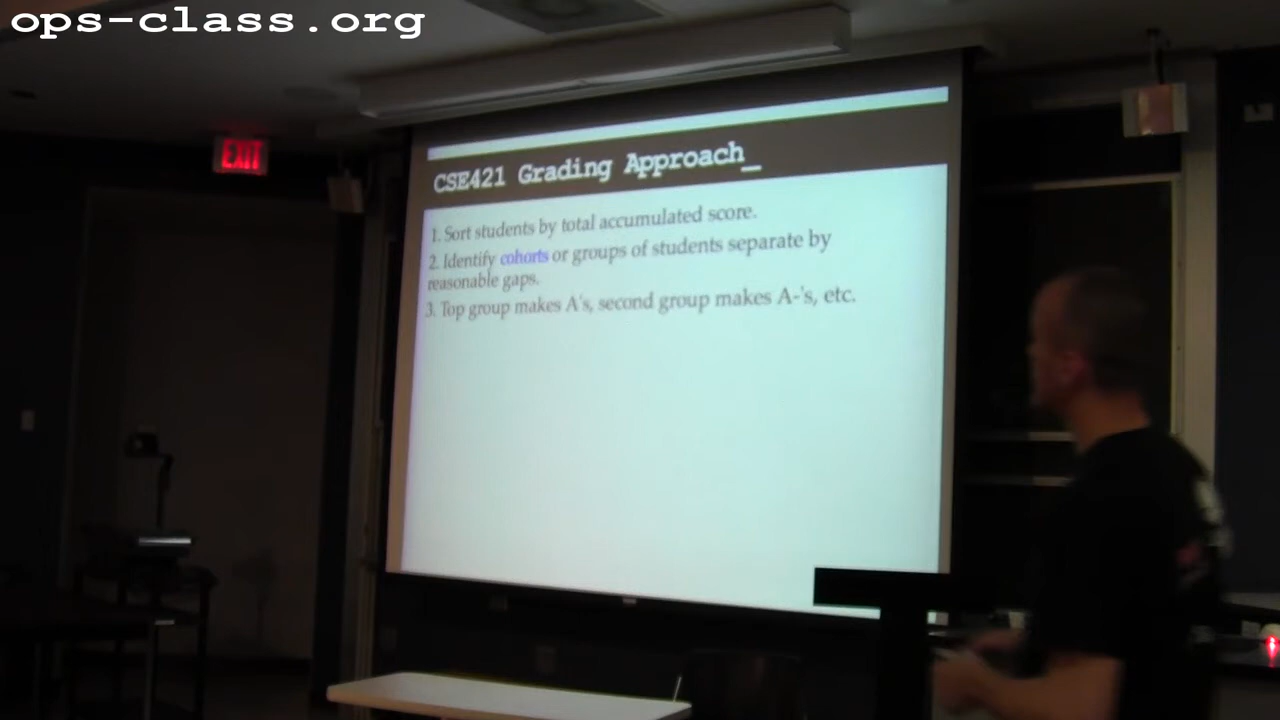 ops-class.org
EXIT
CSE421 Grading Approach_
1. Sort students by total accumulated score.
2. Identify cohorts or groups of students separate by
reasonable gaps.
3. Top group makes A's, second group makes A-'s, etc.